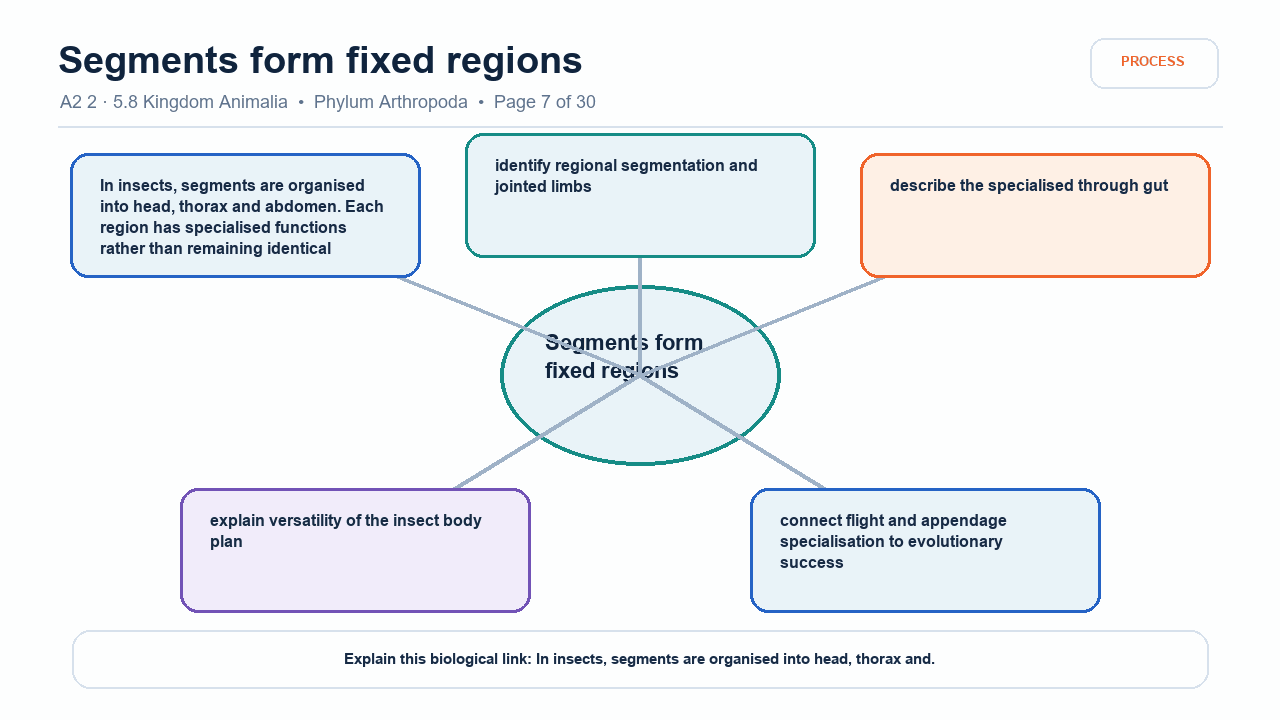 Segments form fixed regions
PROCESS
A2 2 · 5.8 Kingdom Animalia • Phylum Arthropoda • Page 7 of 30
In insects, segments are organised
into head, thorax and abdomen. Each
region has specialised functions
rather than remaining identical
identify regional segmentation and
jointed limbs
describe the specialised through gut
Segments form
fixed regions
explain versatility of the insect body
plan
connect flight and appendage
specialisation to evolutionary
success
Explain this biological link: In insects, segments are organised into head, thorax and.